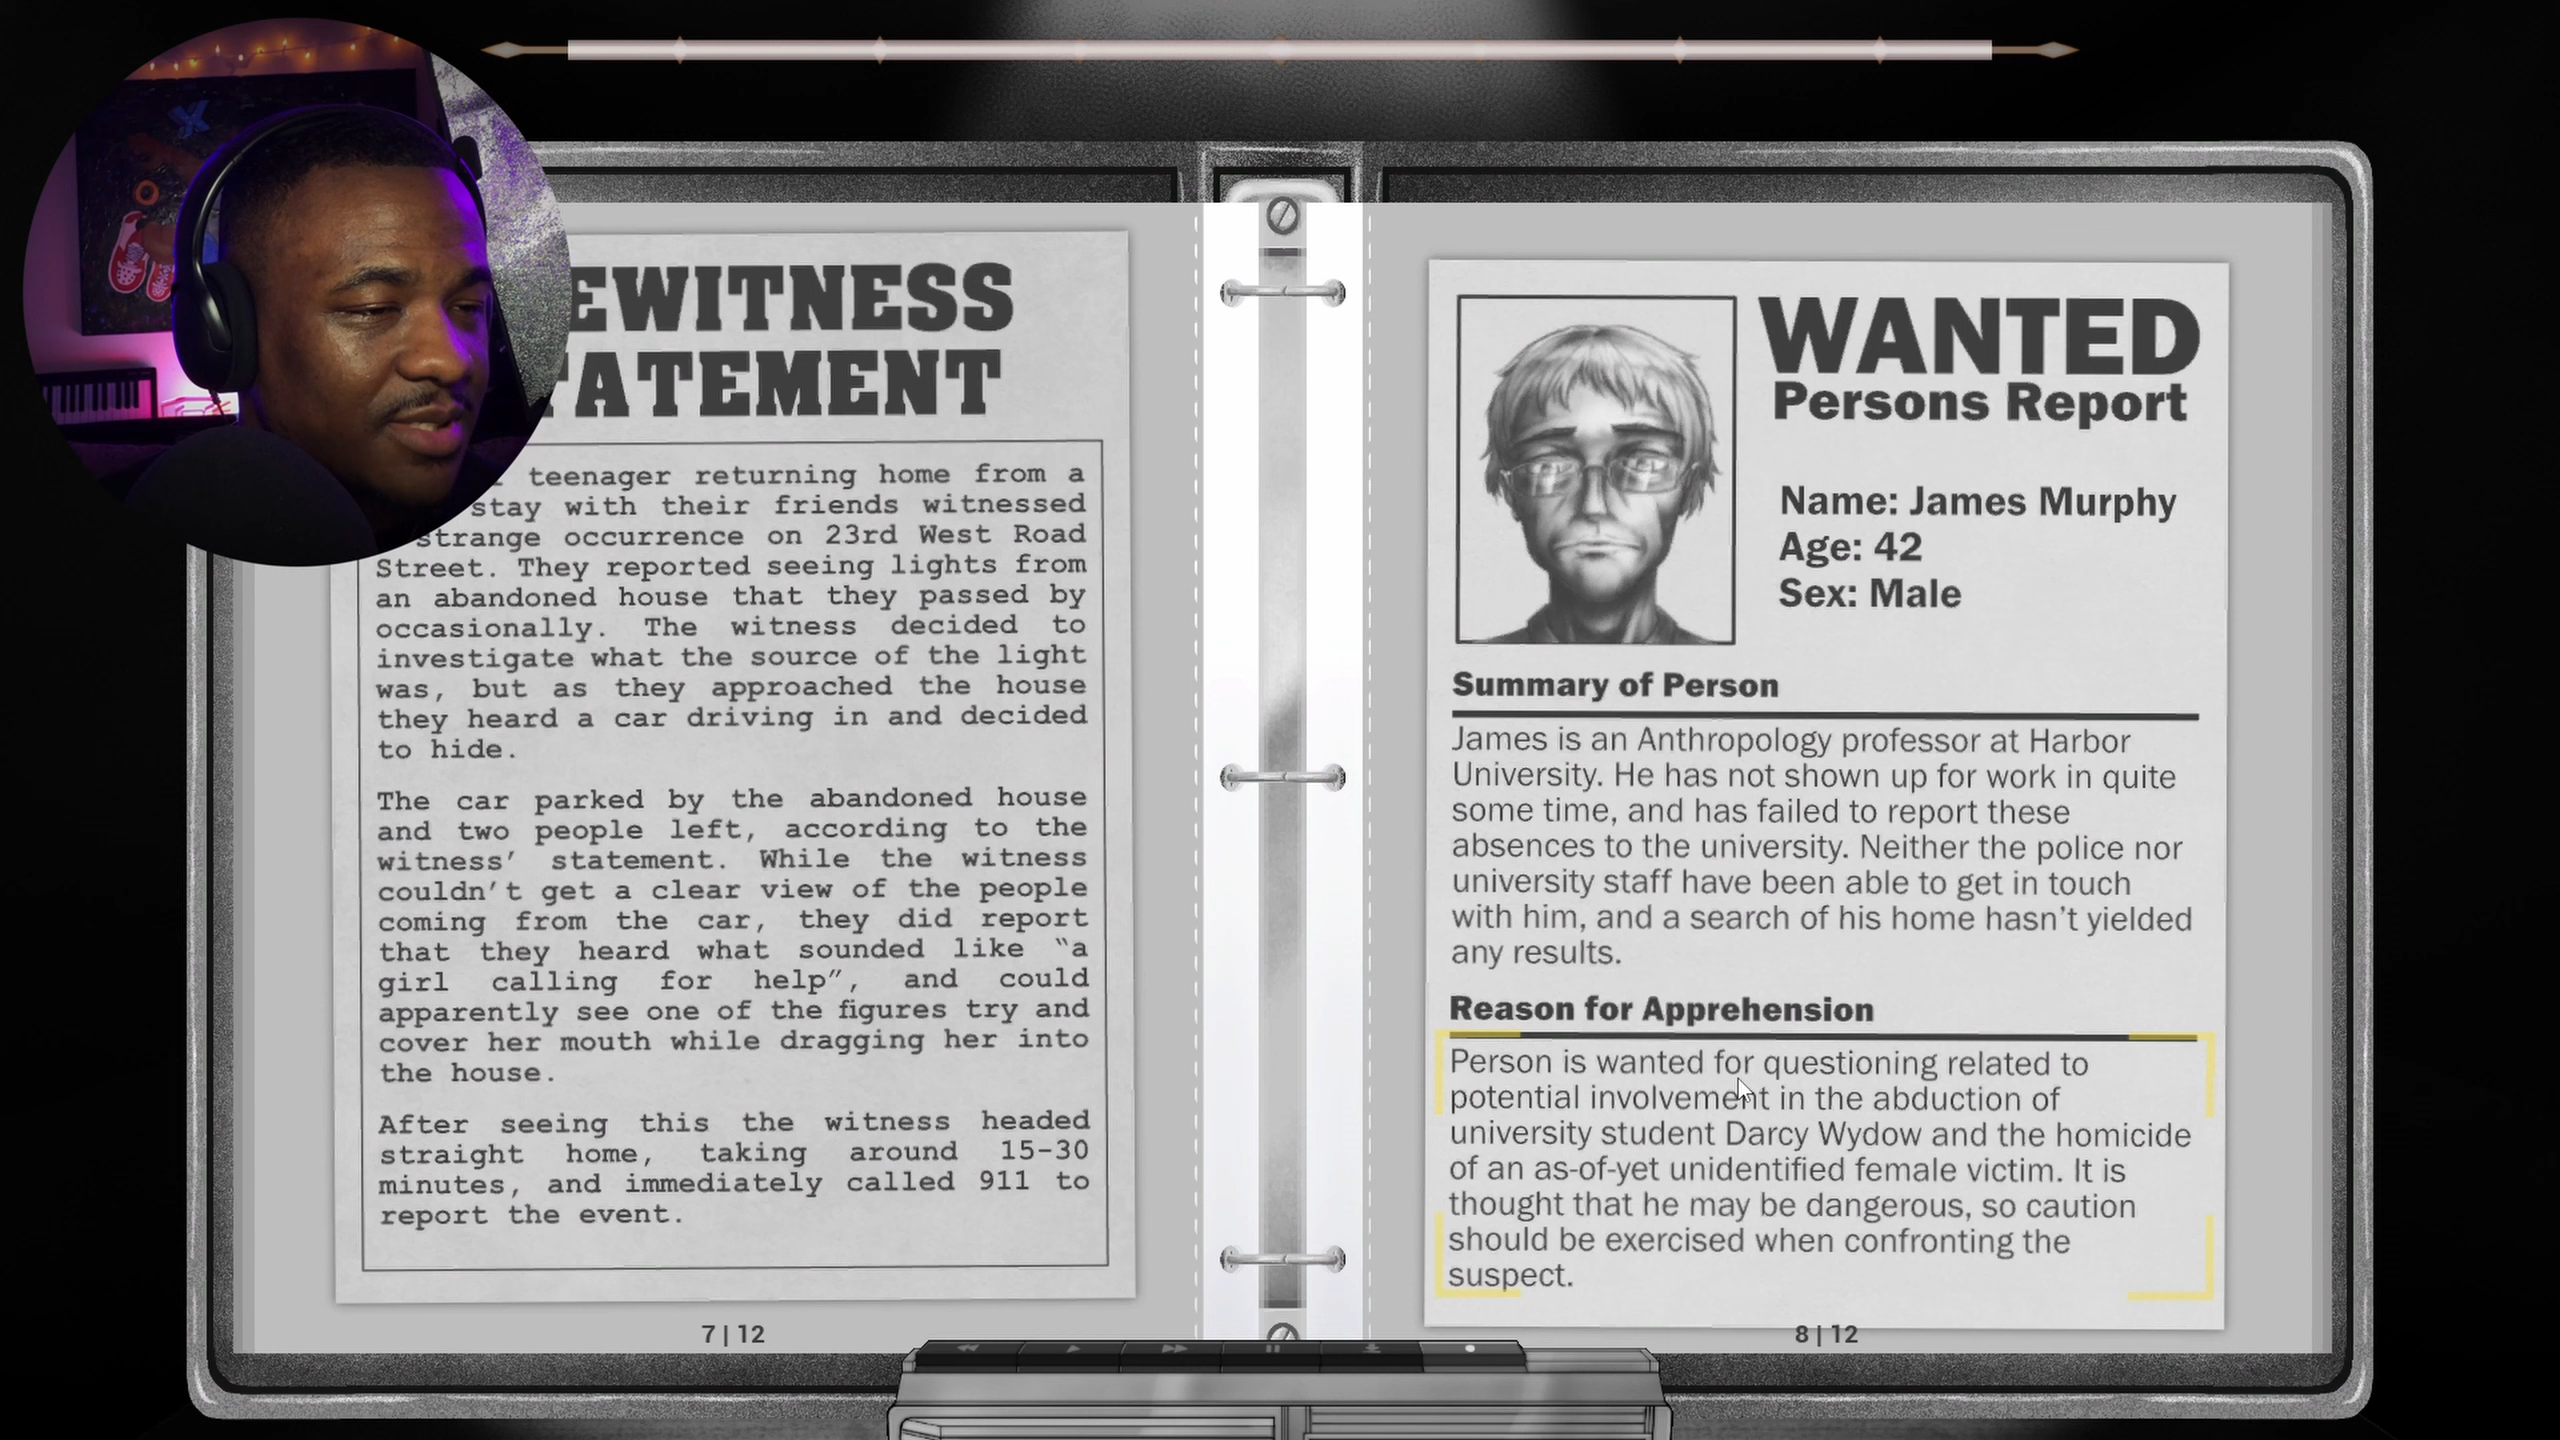 EWITNESS
TATEMENT
teenager returning home from a
stay with their friends witnessed
strange occurrence on 23rd West Road
Street. They reported seeing lights from
an abandoned house that they passed by
occasionally. The witness decided to
investigate what the source of the light
was, but as they approached the house
they heard a car driving in and decided
to hide.
The car parked by the abandoned house
and two people left, according to the
witness’ statement. While the witness
couldn’t get a clear view of the people
coming from the car, they did report
that they heard what sounded like “a
girl calling for help”, and could
apparently see one of the figures try and
cover her mouth while dragging her into
the house.
After seeing this the witness headed
straight home, taking around 15-30
minutes, and immediately called 911 to
report the event.
7 | 12
WANTED
Persons Report
Name: James Murphy
Age: 42
Sex: Male
Summary of Person
James is an Anthropology professor at Harbor
University. He has not shown up for work in quite
some time, and has failed to report these
absences to the university. Neither the police nor
university staff have been able to get in touch
with him, and a search of his home hasn’t yielded
any results.
Reason for Apprehension
Person is wanted for questioning related to
potential involvement in the abduction of
university student Darcy Wydow and the homicide
of an as-of-yet unidentified female victim. It is
thought that he may be dangerous, so caution
should be exercised when confronting the
suspect.
8 | 12